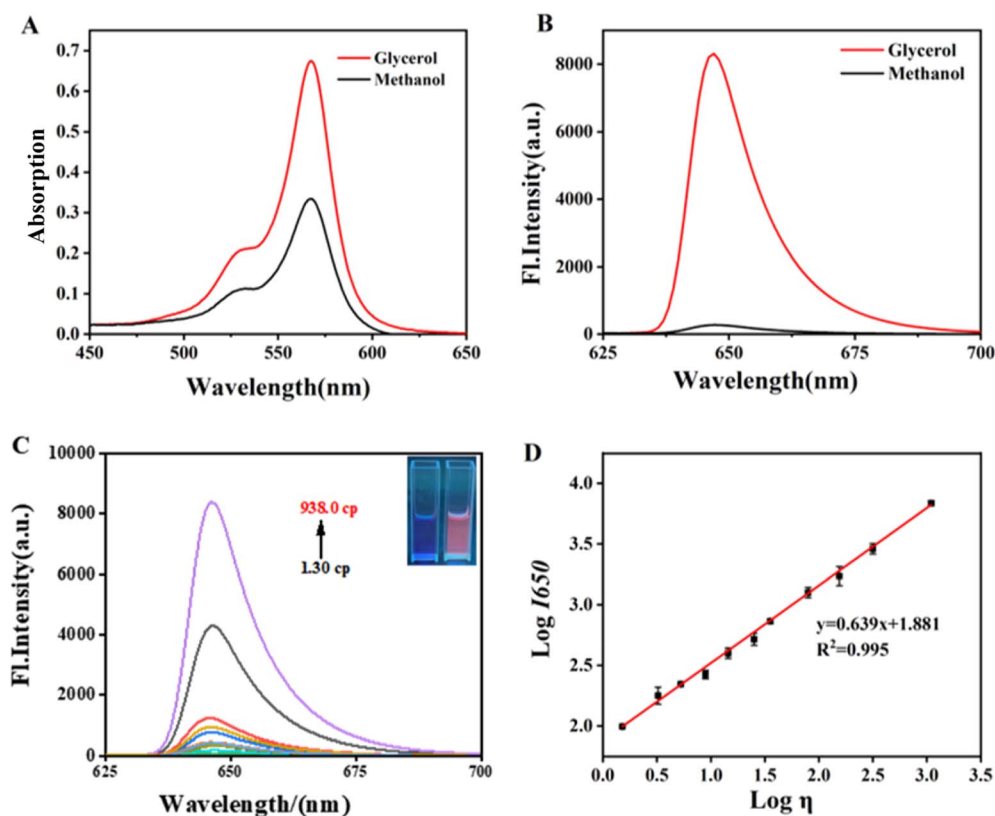 A
Absorption
0.7
0.6
0.5
0.4
0.3
0.2
0.1
0.0
450
500
550
600
650
Wavelength(nm)
Glycerol
Methanol
B
Fl.Intensity(a.u.)
8000
6000
4000
2000
0
625
650
675
700
Wavelength(nm)
Glycerol
Methanol
C
Fl.Intensity(a.u.)
10000
8000
6000
4000
2000
0
625
650
675
700
Wavelength/(nm)
938.0 cp
1.30 cp
D
Log I650
4.0
3.5
3.0
2.5
2.0
0.0
0.5
1.0
1.5
2.0
2.5
3.0
3.5
Log η
y=0.639x+1.881
R²=0.995